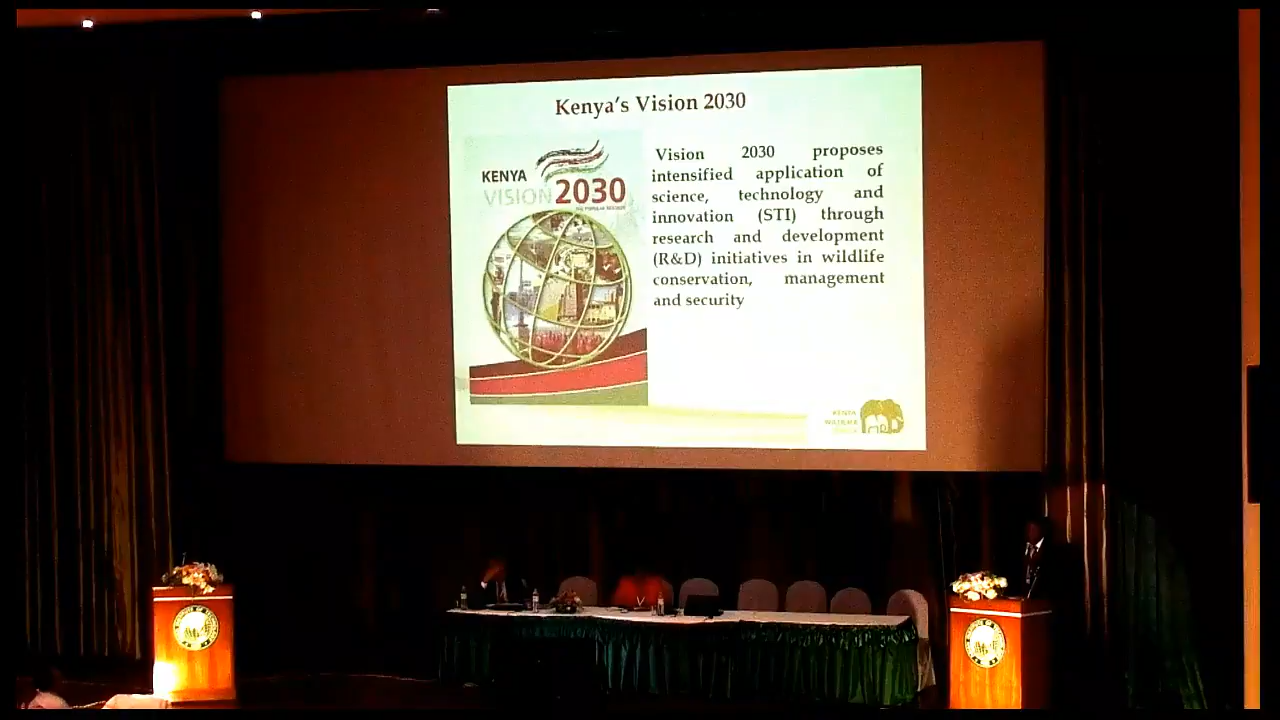 Kenya's Vision 2030
KENYA
VISION 2030
Vision 2030 proposes
intensified application of
science, technology and
innovation (STI) through
research and development
(R&D) initiatives in wildlife
conservation, management
and security
KENYA